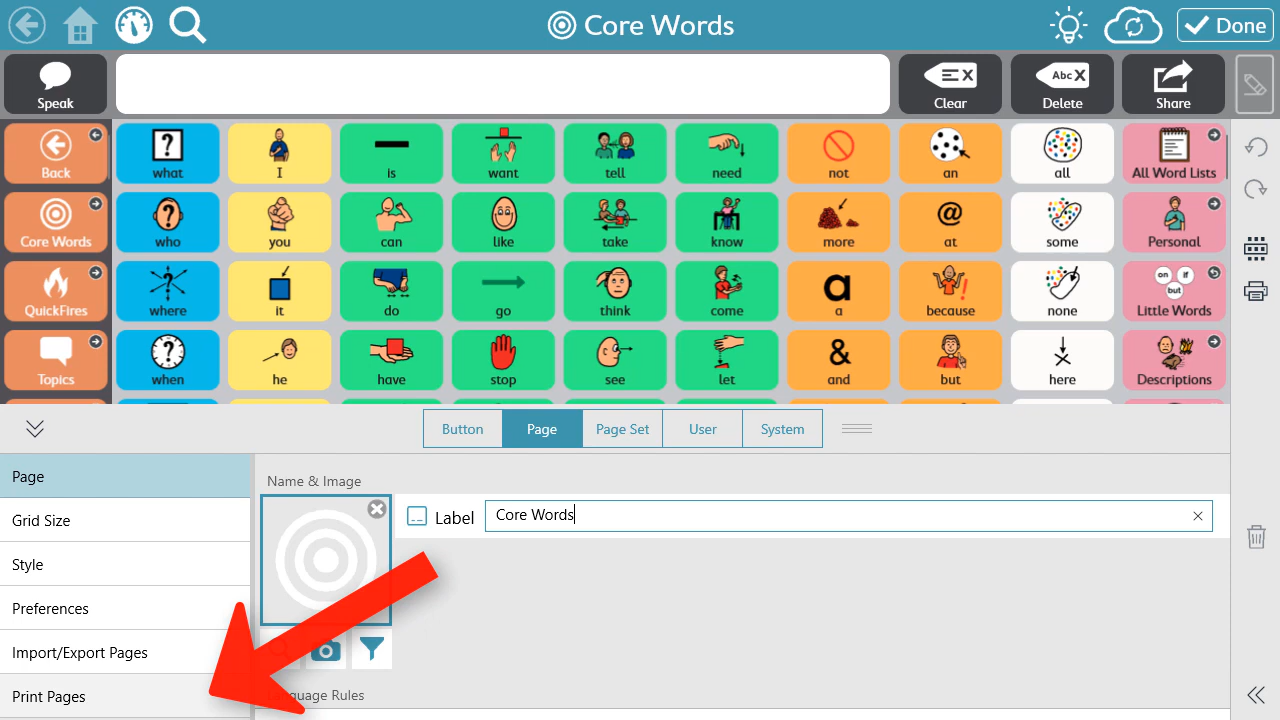 Core Words
Done
Speak
Abc X
Clear
Delete
Share
Back
what
I
is
want
tell
need
not
an
all
All Word Lists
Core Words
who
you
can
like
take
know
more
@
at
some
Personal
QuickFires
where
it
do
go
think
come
a
a
because
none
on
if
but
Little Words
Topics
when
he
have
stop
see
let
&
and
but
here
Descriptions
Button
Page
Page Set
User
System
Page
Name & Image
Grid Size
Label
Core Words
Style
Preferences
Import/Export Pages
Print Pages
Language Rules